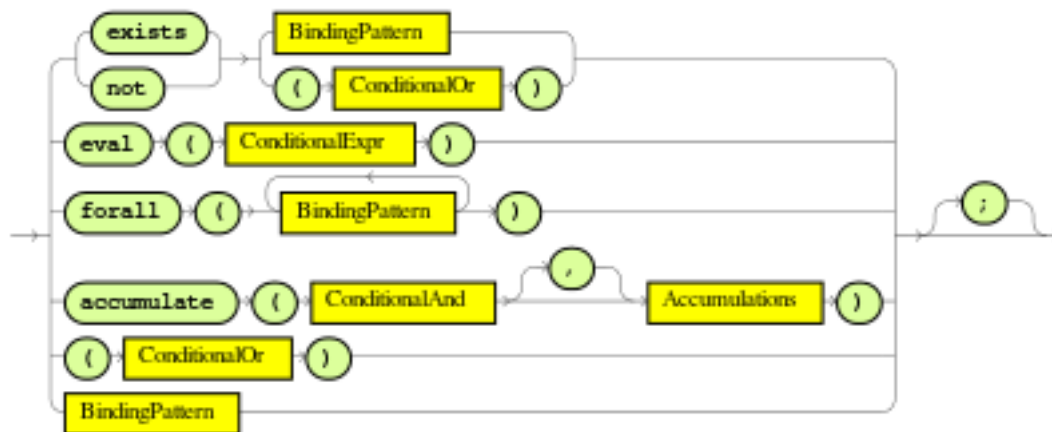 exists BindingPattern
not ( ConditionalOr )
eval ( ConditionalExpr )
forall ( BindingPattern )
;
,
accumulate ( ConditionalAnd Accumulations )
( ConditionalOr )
BindingPattern